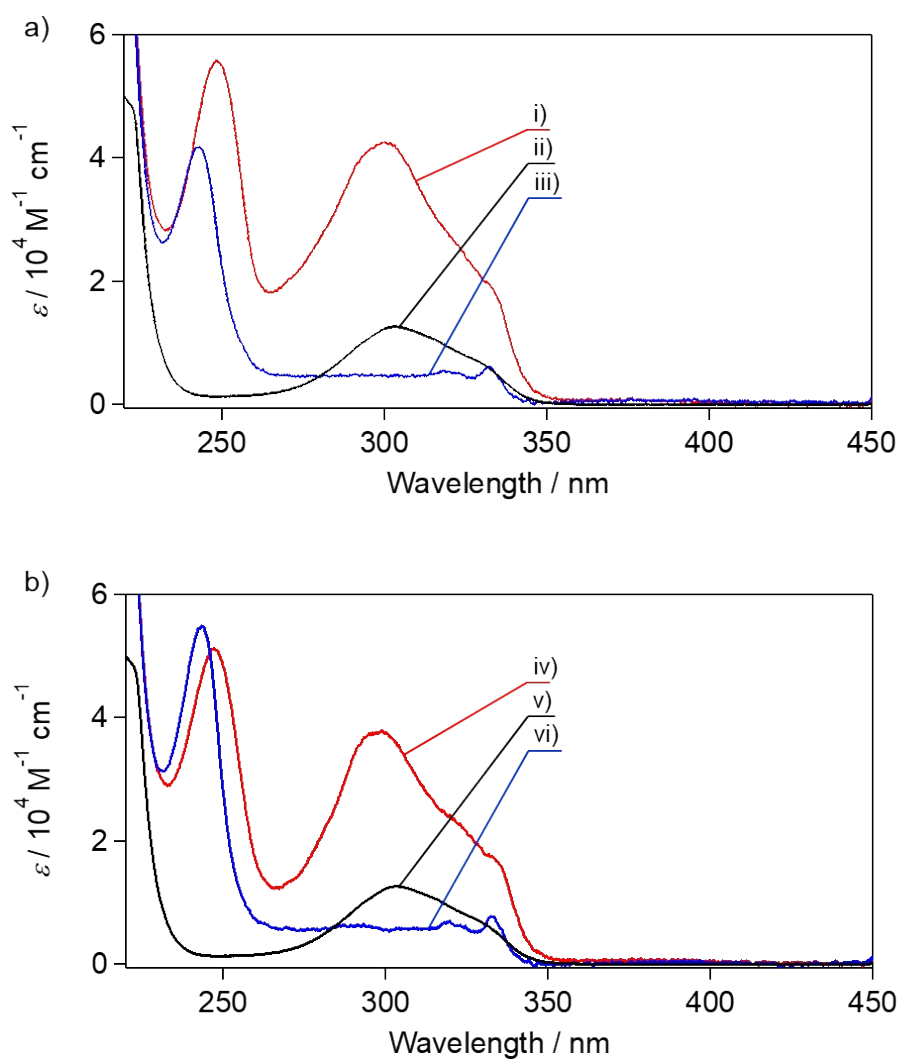 a)
6
4
2
0
ε / 10⁴ M⁻¹ cm⁻¹
i)
ii)
iii)
250 300 350 400 450
Wavelength / nm
b)
6
4
2
0
ε / 10⁴ M⁻¹ cm⁻¹
iv)
v)
vi)
250 300 350 400 450
Wavelength / nm